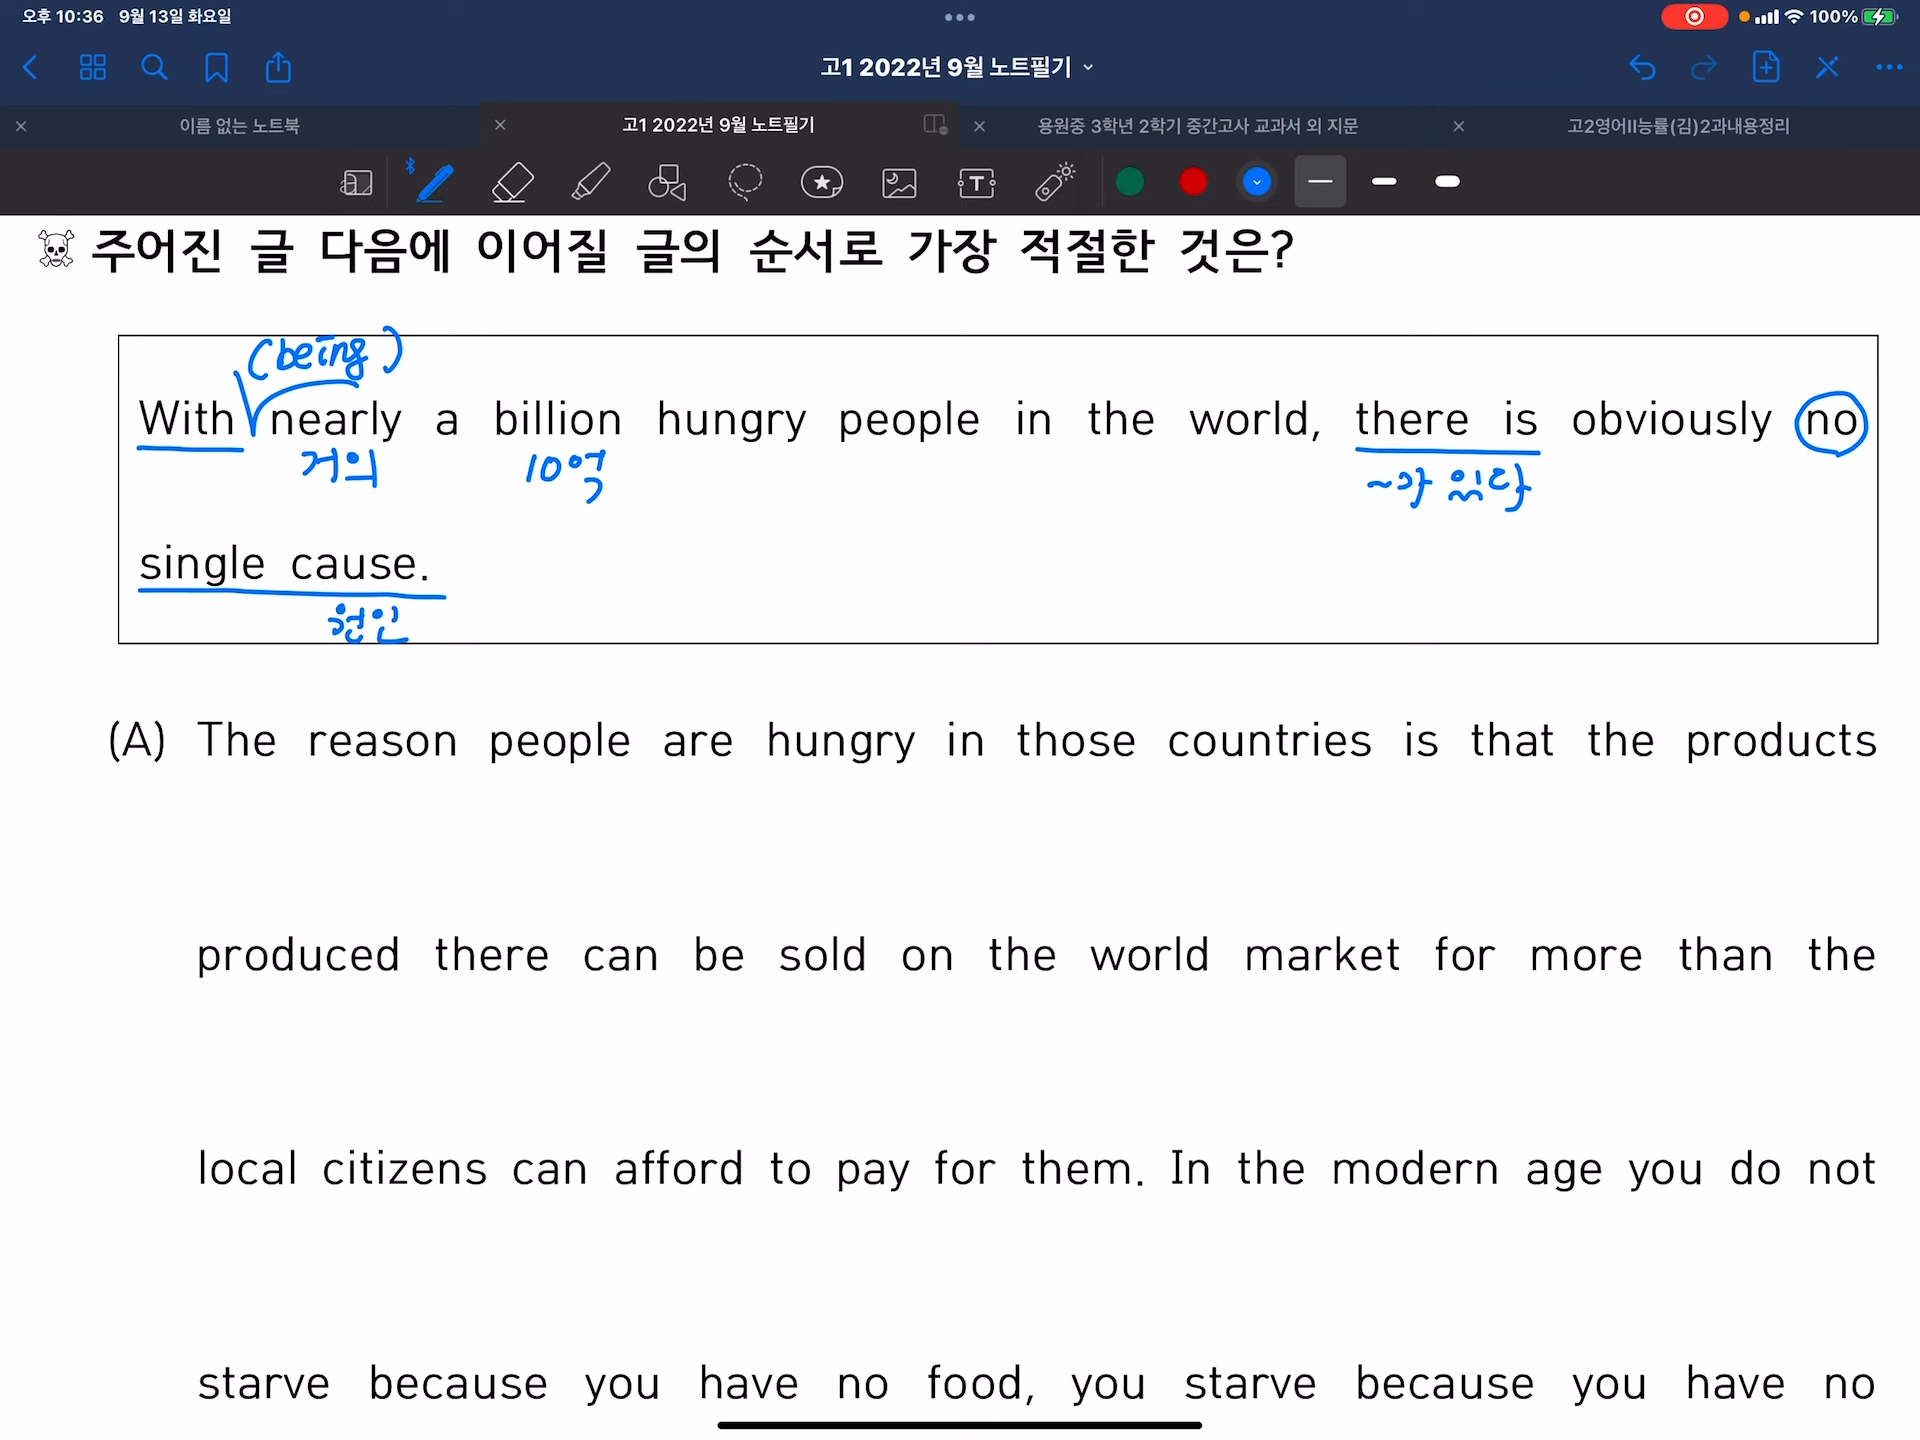 오후 10:36 9월 13일 화요일
100%
고1 2022년 9월 노트필기
이름 없는 노트북
고1 2022년 9월 노트필기
용원중 3학년 2학기 중간고사 교과서 외 지문
고2영어II능률(김)2과내용정리
주어진 글 다음에 이어질 글의 순서로 가장 적절한 것은?
(being)
With nearly a billion hungry people in the world, there is obviously no
거의 10억 ~가 있다
single cause.
원인
(A) The reason people are hungry in those countries is that the products
produced there can be sold on the world market for more than the
local citizens can afford to pay for them. In the modern age you do not
starve because you have no food, you starve because you have no